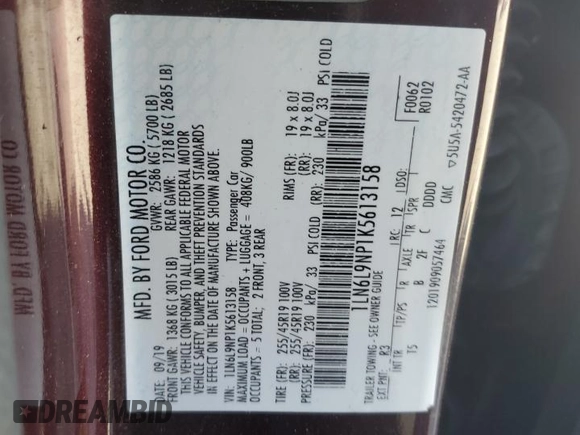 MFD. BY FORD MOTOR CO.
DATE: 09/19 GVWR: 2586 KG ( 5700 LB)
FRONT GAWR: 1368 KG ( 3015 LB) REAR GAWR: 1218 KG ( 2685 LB)
THIS VEHICLE CONFORMS TO ALL APPLICABLE FEDERAL MOTOR
VEHICLE SAFETY, BUMPER, AND THEFT PREVENTION STANDARDS
IN EFFECT ON THE DATE OF MANUFACTURE SHOWN ABOVE.
VIN: 1LN6L9NP1K5613158 TYPE: Passenger Car
MAXIMUM LOAD = OCCUPANTS + LUGGAGE = 408KG/ 900LB
OCCUPANTS = 5 TOTAL; 2 FRONT, 3 REAR
TIRE (FR): 255/45R19 100V RIMS (FR): 19 x 8.0J
(RR): 255/45R19 100V (RR): 19 x 8.0J
PRESSURE (FR): 230 kPa/ 33 PSI COLD (RR): 230 kPa/ 33 PSI COLD
1LN6L9NP1K5613158
TRAILER TOWING - SEE OWNER GUIDE F0062
EXT PNT: R3 RC: 12 DSO: R0102
INT TR TP/PS R AXLE TR SPR
T5 B 2F C DDDD
1201909057464 CMC ▽5U5A-5420472-AA
MFD. BY FORD MOTOR CO
DREAMBID